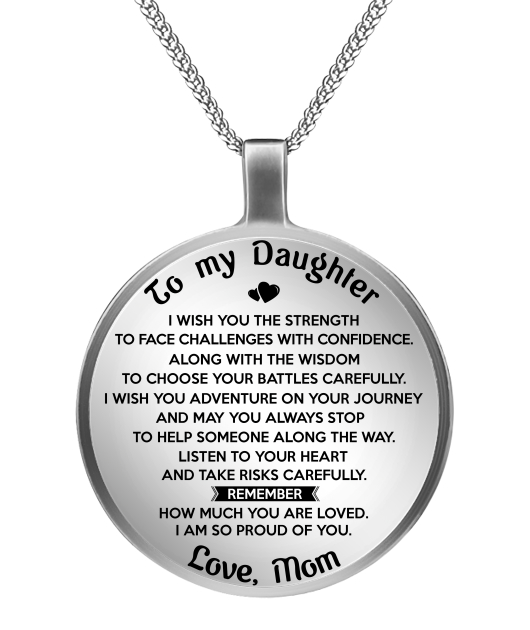 To my Daughter
I WISH YOU THE STRENGTH
TO FACE CHALLENGES WITH CONFIDENCE.
ALONG WITH THE WISDOM
TO CHOOSE YOUR BATTLES CAREFULLY.
I WISH YOU ADVENTURE ON YOUR JOURNEY
AND MAY YOU ALWAYS STOP
TO HELP SOMEONE ALONG THE WAY.
LISTEN TO YOUR HEART
AND TAKE RISKS CAREFULLY.
REMEMBER
HOW MUCH YOU ARE LOVED.
I AM SO PROUD OF YOU.
Love, Mom